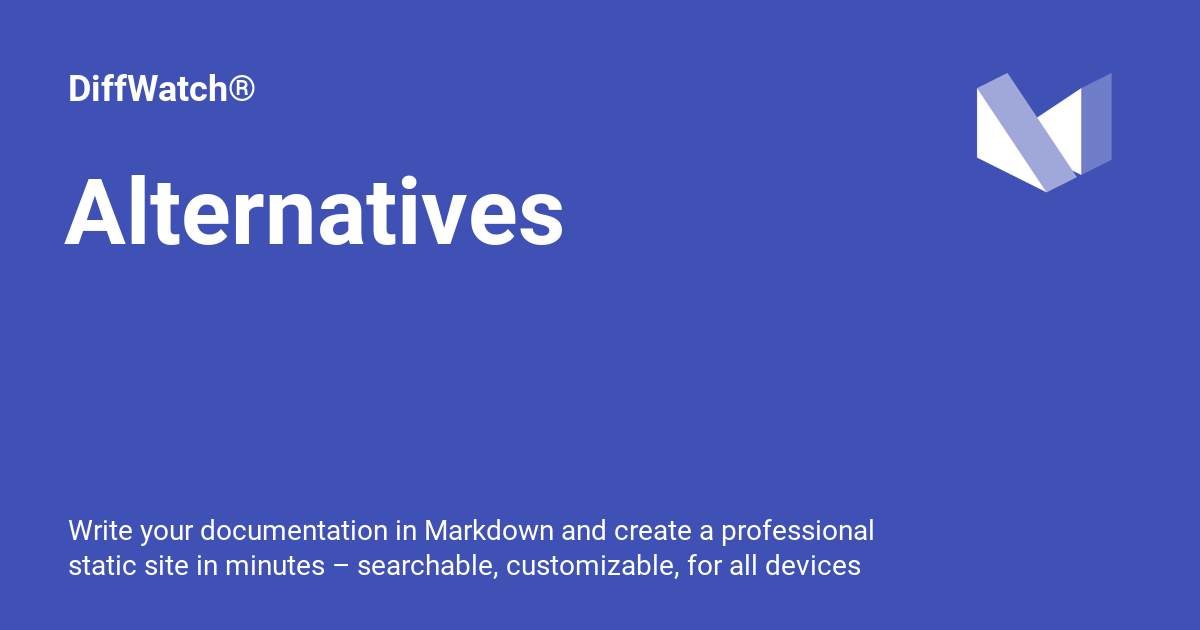 DiffWatch®
Alternatives
Write your documentation in Markdown and create a professional
static site in minutes – searchable, customizable, for all devices